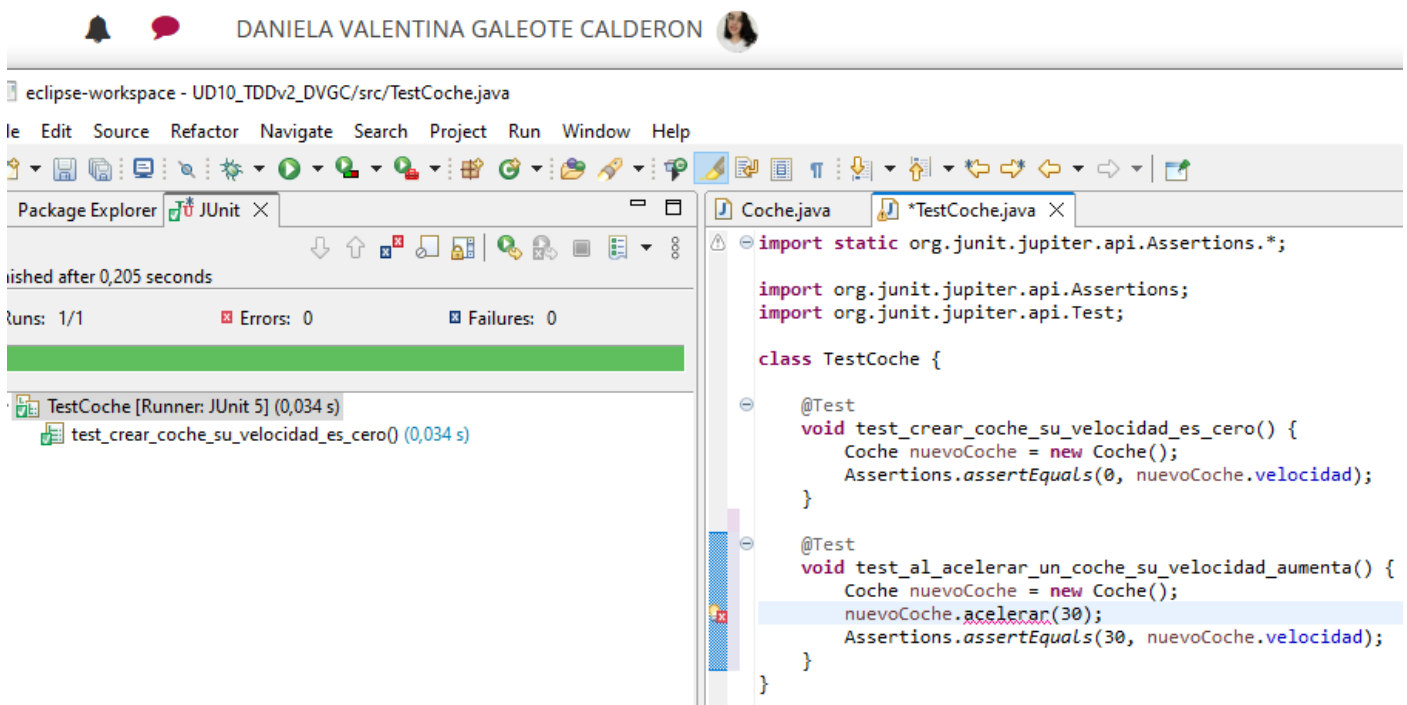 DANIELA VALENTINA GALEOTE CALDERON
eclipse-workspace - UD10_TDDv2_DVGC/src/TestCoche.java
le Edit Source Refactor Navigate Search Project Run Window Help
Package Explorer JUnit
ished after 0,205 seconds
Runs: 1/1 Errors: 0 Failures: 0
TestCoche [Runner: JUnit 5] (0,034 s)
test_crear_coche_su_velocidad_es_cero() (0,034 s)
Coche.java *TestCoche.java
import static org.junit.jupiter.api.Assertions.*;
import org.junit.jupiter.api.Assertions;
import org.junit.jupiter.api.Test;
class TestCoche {
@Test
void test_crear_coche_su_velocidad_es_cero() {
Coche nuevoCoche = new Coche();
Assertions.assertEquals(0, nuevoCoche.velocidad);
}
@Test
void test_al_acelerar_un_coche_su_velocidad_aumenta() {
Coche nuevoCoche = new Coche();
nuevoCoche.acelerar(30);
Assertions.assertEquals(30, nuevoCoche.velocidad);
}
}